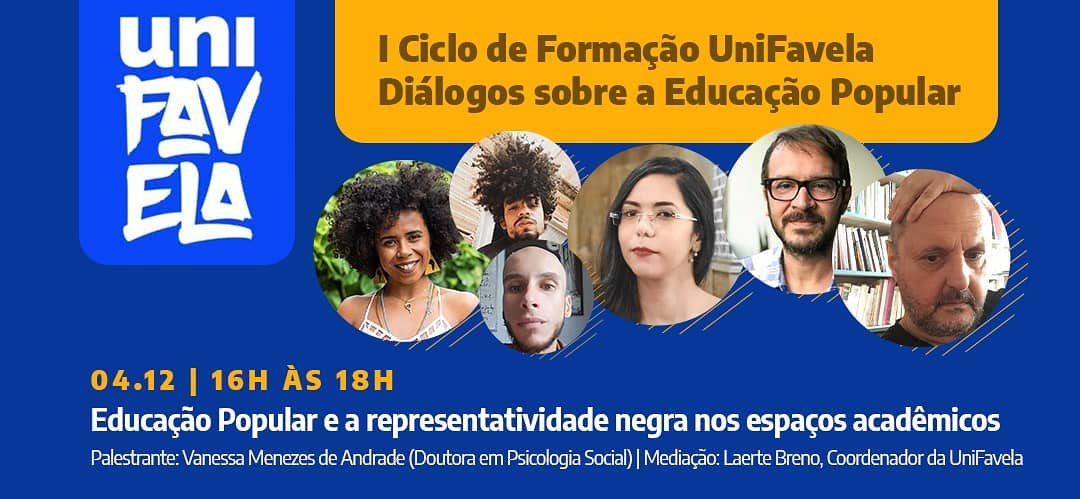 uni
FAV
ELA
I Ciclo de Formação UniFavela
Diálogos sobre a Educação Popular
04.12 | 16H ÀS 18H
Educação Popular e a representatividade negra nos espaços acadêmicos
Palestrante: Vanessa Menezes de Andrade (Doutora em Psicologia Social) | Mediação: Laerte Breno, Coordenador da UniFavela